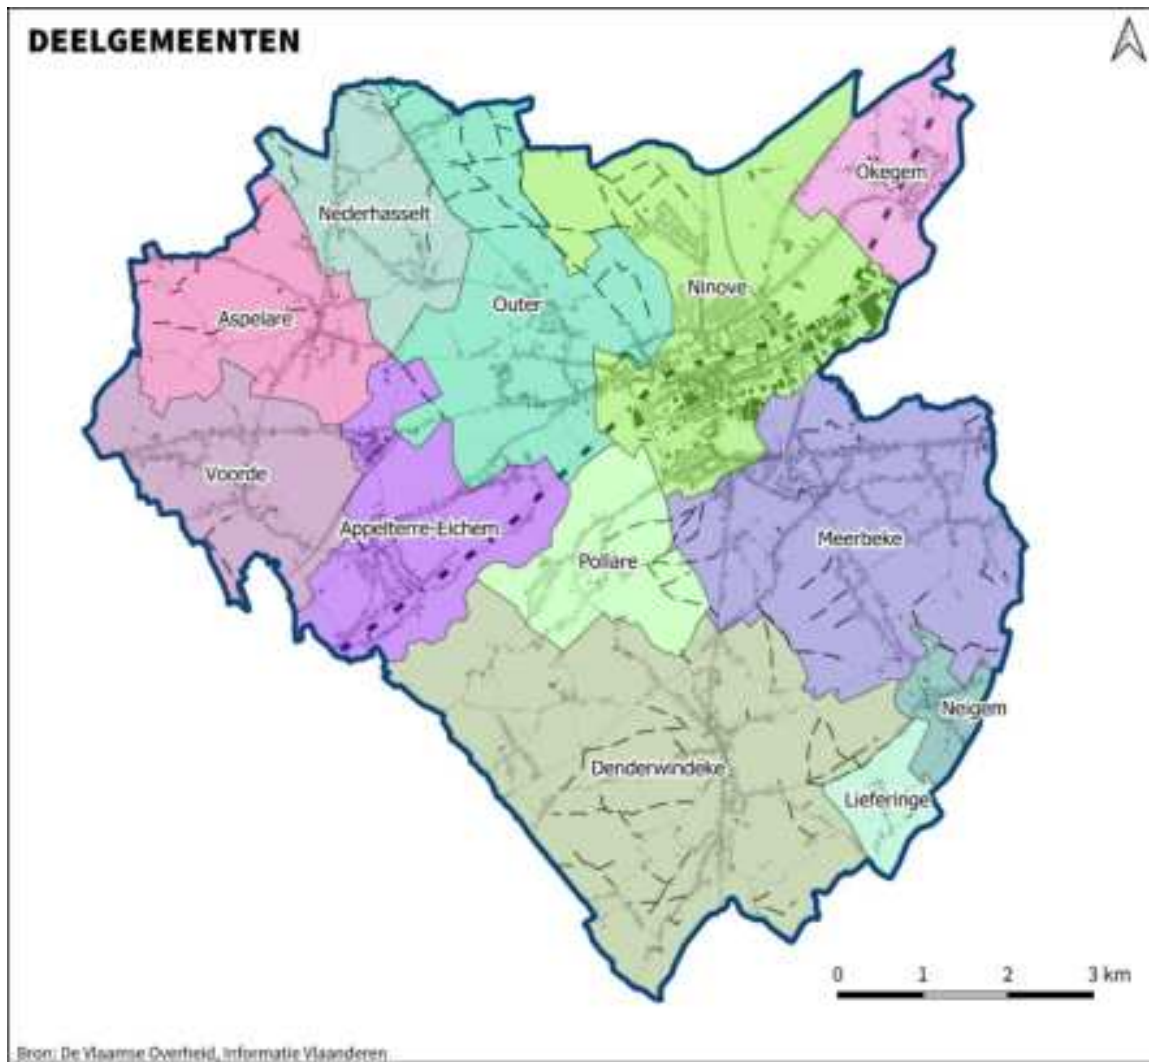 DEELGEMEENTEN
Okegem
Nederhasselt
Ninove
Outer
Aspelare
Voorde
Appelterre-Eichem
Meerbeke
Pollare
Neigem
Denderwindeke
Lieferinge
0 1 2 3 km
Bron: De Vlaamse Overheid, Informatie Vlaanderen